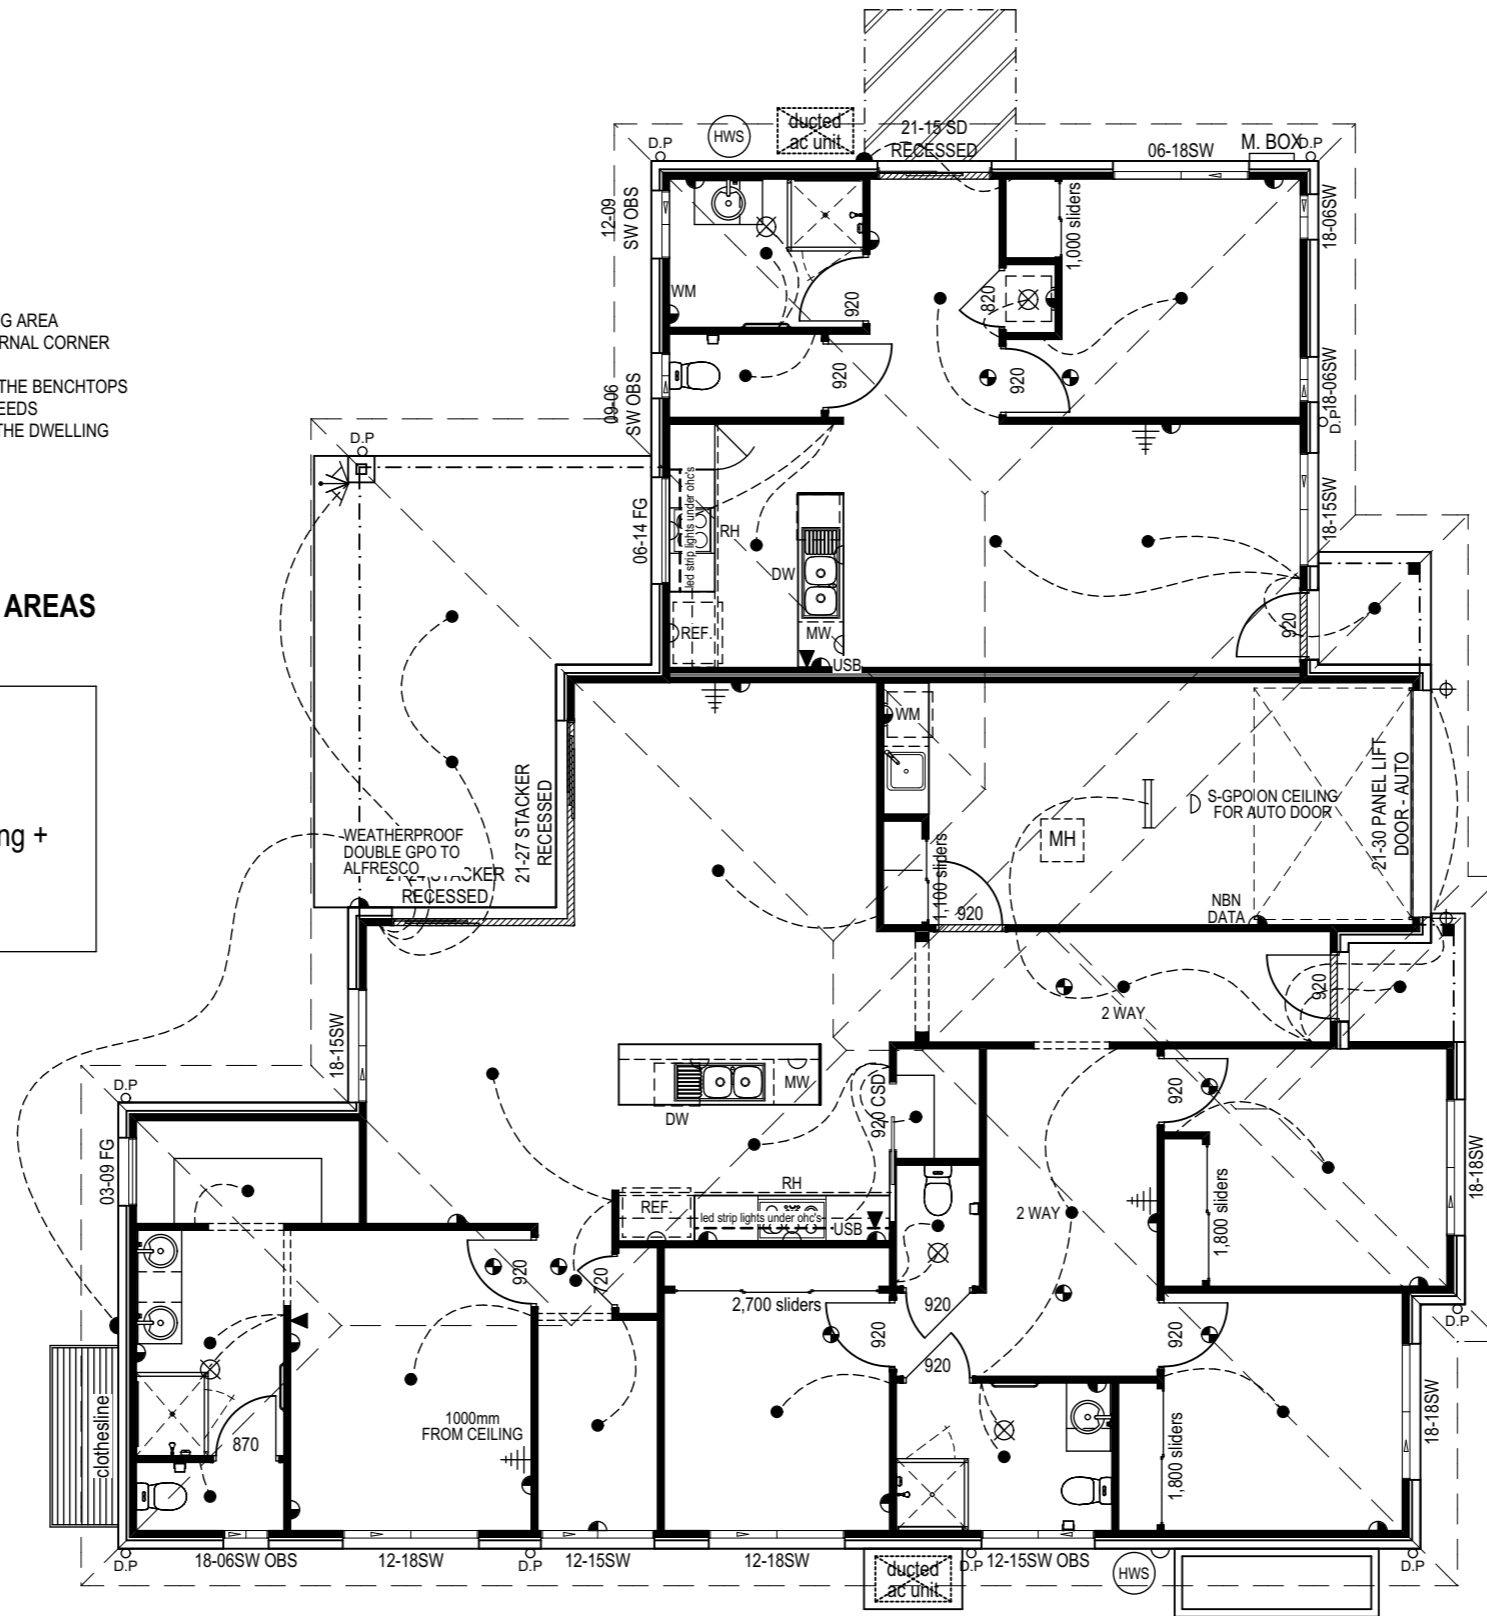 HWS
ducted
ac unit
21-15 SD
RECESSED
D.P
06-18SW
M. BOX
D.P
12-09
SW OBS
18-06SW
1,000 sliders
WM
920
820
G AREA
RNAL CORNER
THE BENCHTOPS
EEDS
THE DWELLING
09-06
SW OBS
920
920
18-06SW
D.P
D.P
06-14 FG
led strip lights under ohc's
RH
DW
18-15SW
AREAS
REF.
MW
USB
920
WM
21-27 STACKER
RECESSED
S-GPO ON CEILING
FOR AUTO DOOR
21-30 PANEL LIFT
DOOR - AUTO
MH
ng +
WEATHERPROOF
DOUBLE GPO TO
ALFRESCO
21-24 STACKER
RECESSED
1,100 sliders
920
NBN
DATA
920
2 WAY
18-15SW
D.P
MW
DW
920 CSD
920
03-09 FG
RH
REF.
led strip lights under ohc's
USB
2 WAY
1,800 sliders
18-18SW
920
720
2,700 sliders
920
920
920
920
D.P
clothesline
870
1000mm
FROM CEILING
1,800 sliders
18-18SW
D.P
18-06SW OBS
12-18SW
D.P
12-15SW
12-18SW
ducted
ac unit
D.P
12-15SW OBS
HWS
D.P